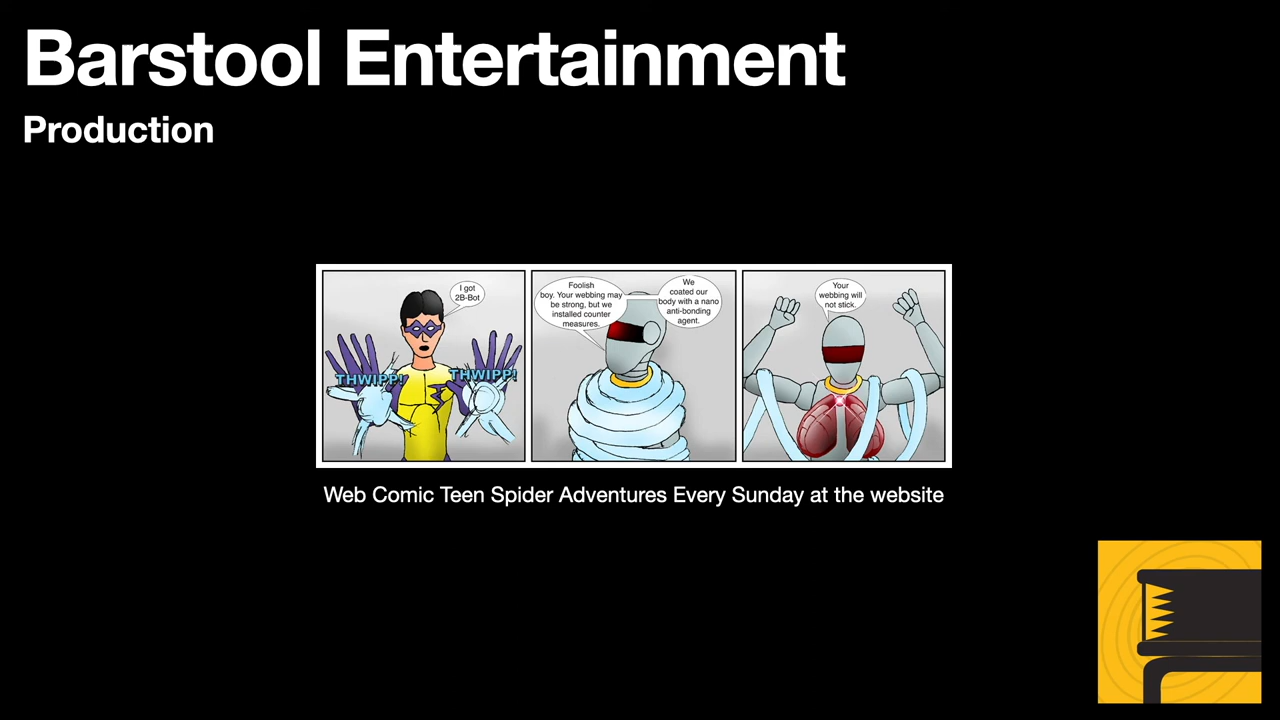 Barstool Entertainment
Production
I got
2B-Bot
THWIPP!
THWIPP!
Foolish
boy. Your webbing may
be strong, but we
installed counter
measures.
We
coated our
body with a nano
anti-bonding
agent.
Your
webbing will
not stick.
Web Comic Teen Spider Adventures Every Sunday at the website